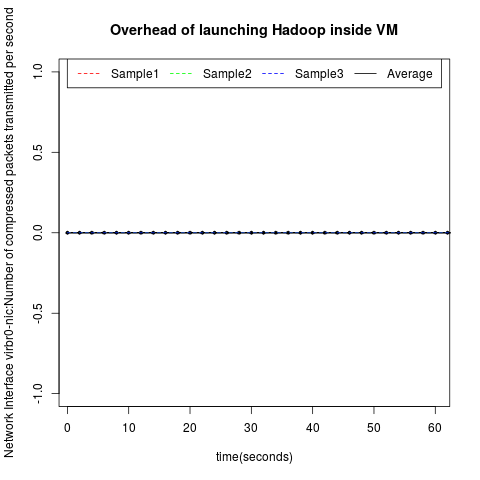 Overhead of launching Hadoop inside VM
Network Interface virbr0-nic:Number of compressed packets transmitted per second
Sample1 Sample2 Sample3 Average
1.0
0.5
0.0
-0.5
-1.0
0 10 20 30 40 50 60
time(seconds)